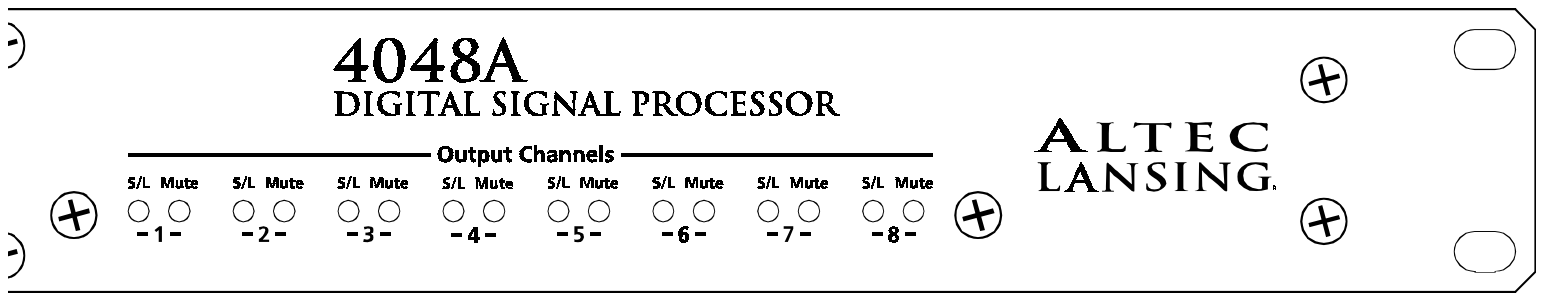 4048A
DIGITAL SIGNAL PROCESSOR
Output Channels
S/L Mute S/L Mute S/L Mute S/L Mute S/L Mute S/L Mute S/L Mute S/L Mute
-1- -2- -3- -4- -5- -6- -7- -8-
ALTEC
LANSING